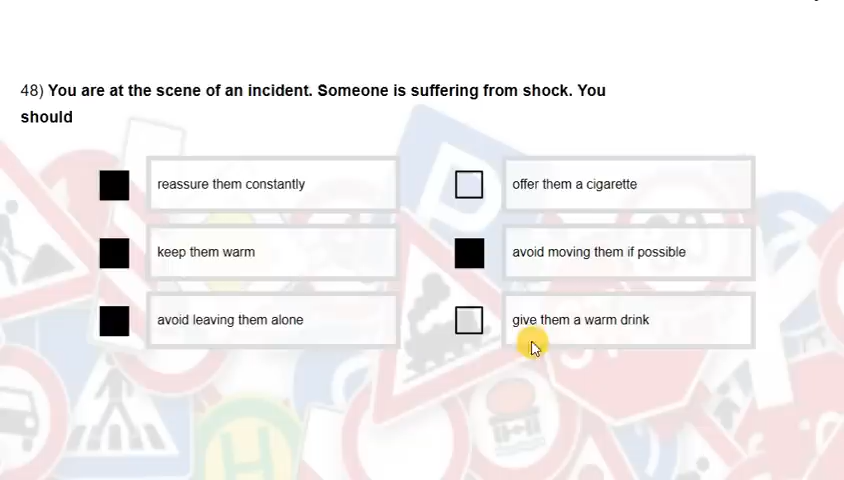 48) You are at the scene of an incident. Someone is suffering from shock. You
should
reassure them constantly
offer them a cigarette
keep them warm
avoid moving them if possible
avoid leaving them alone
give them a warm drink
P
H